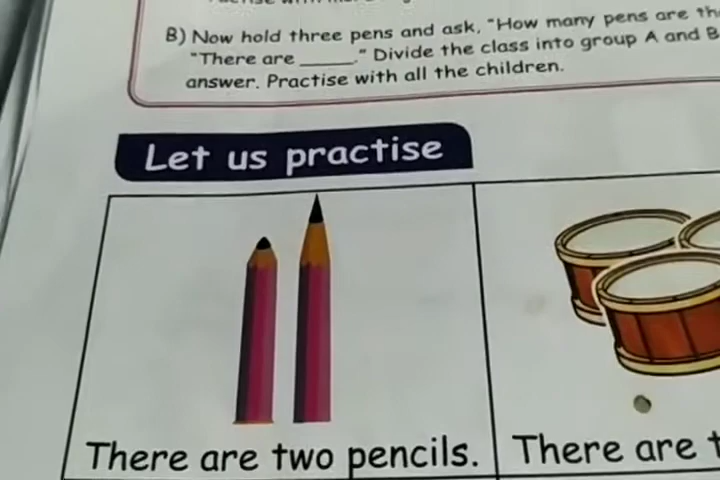 B) Now hold three pens and ask, "How many pens are
"There are _____." Divide the class into group A and B
answer. Practise with all the children.
Let us practise
There are two pencils.
There are